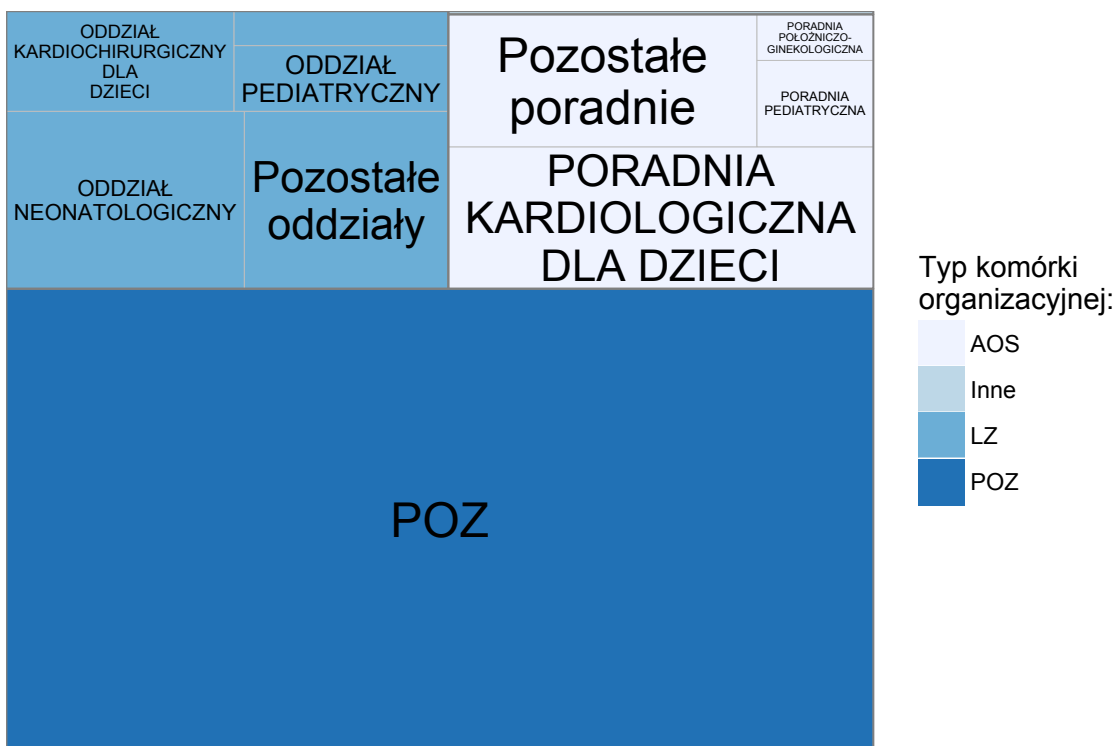 ODDZIAŁ
KARDIOCHIRURGICZNY
DLA
DZIECI
ODDZIAŁ
PEDIATRYCZNY
ODDZIAŁ
NEONATOLOGICZNY
Pozostałe
oddziały
Pozostałe
poradnie
PORADNIA
POŁOŻNICZO-
GINEKOLOGICZNA
PORADNIA
PEDIATRYCZNA
PORADNIA
KARDIOLOGICZNA
DLA DZIECI
POZ
Typ komórki
organizacyjnej:
AOS
Inne
LZ
POZ